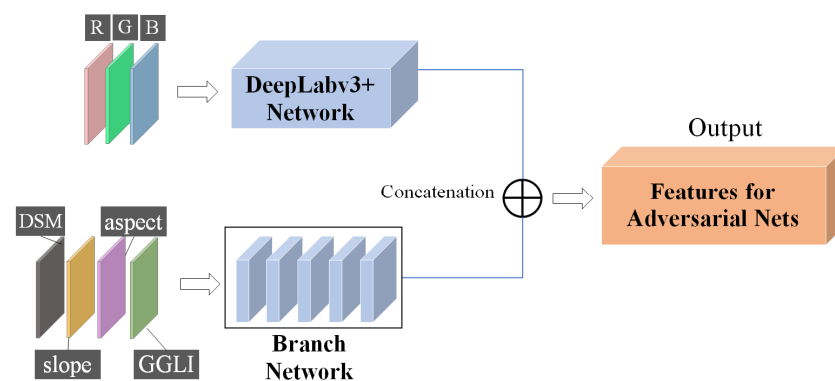 R G B
DeepLabv3+
Network
Output
Concatenation
Features for
Adversarial Nets
DSM
aspect
slope
GGLI
Branch
Network